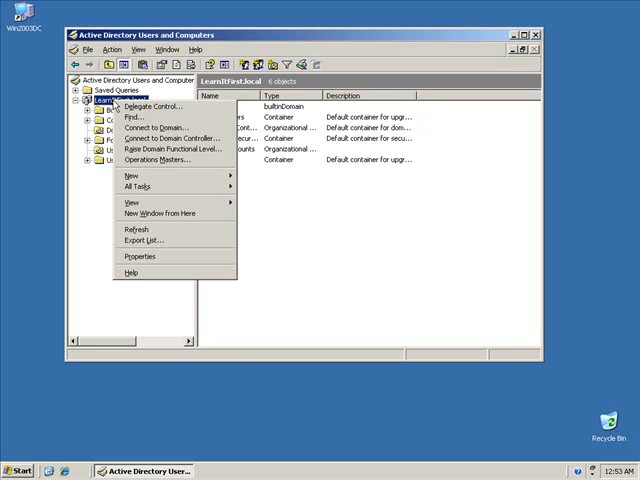 Win2003DC
Active Directory Users and Computers
File Action View Window Help
Active Directory Users and Computer
Saved Queries
LearnItFirst.local 6 objects
Name Type Description
Delegate Control...
Find...
Connect to Domain...
Connect to Domain Controller...
Raise Domain Functional Level...
Operations Masters...
New
All Tasks
View
New Window from Here
Refresh
Export List...
Properties
Help
builtinDomain
Container Default container for upgr...
Organizational ... Default container for dom...
Container Default container for secu...
Organizational ...
Container Default container for upgr...
Recycle Bin
Start
Active Directory User...
12:53 AM